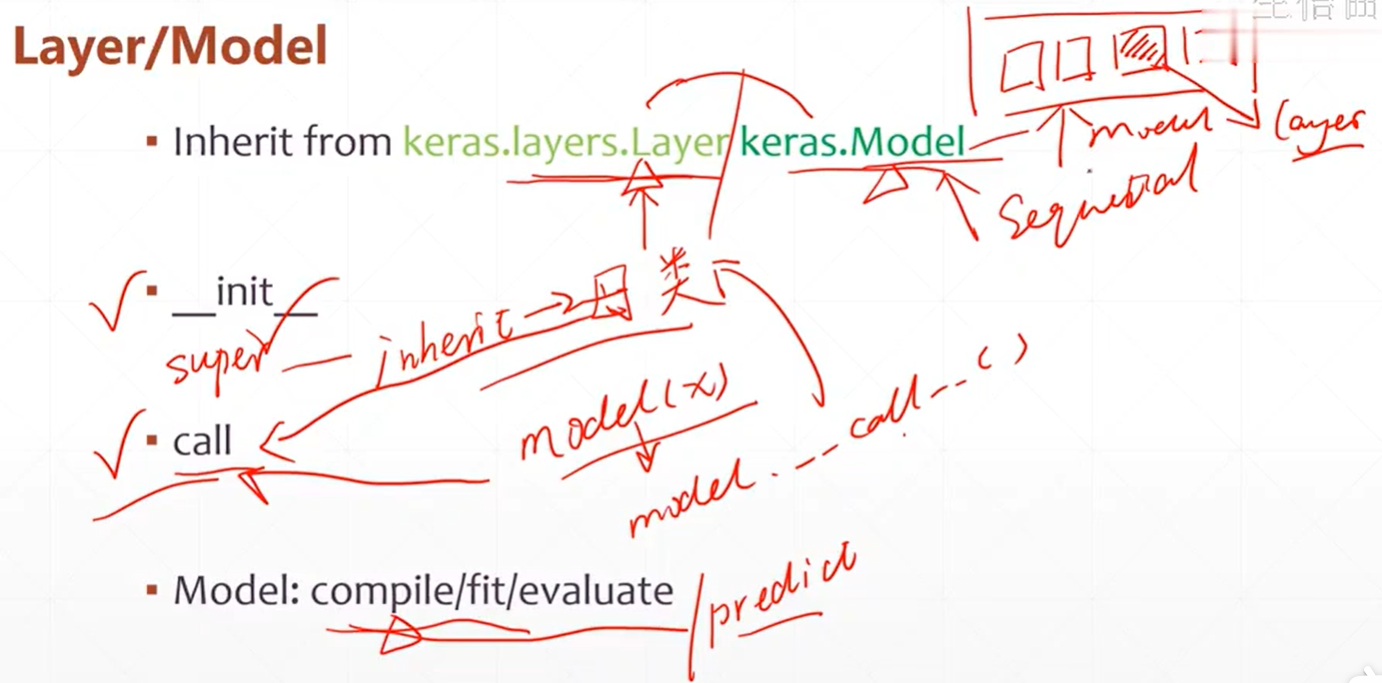 Layer/Model
▪ Inherit from keras.layers.Layer keras.Model
model
Layer
Sequential
▪ __init__
super — inherit → 母类
▪ call
model(x)
model.__call__()
▪ Model: compile/fit/evaluate /predict